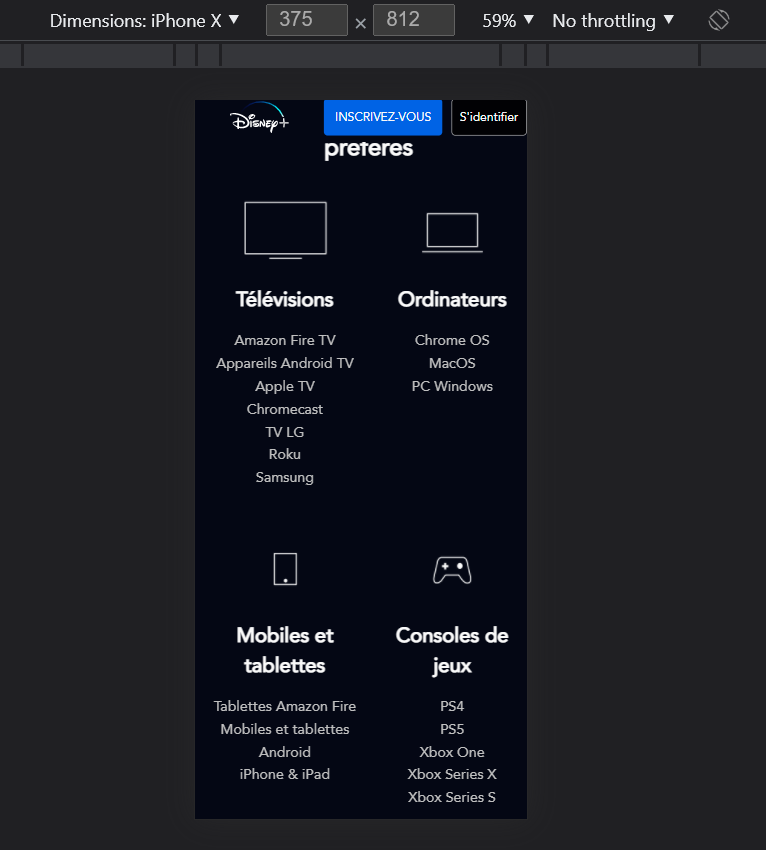 Dimensions: iPhone X ▼ 375 × 812 59% ▼ No throttling ▼
Disney+ INSCRIVEZ-VOUS S'identifier
préférés
Télévisions
Amazon Fire TV
Appareils Android TV
Apple TV
Chromecast
TV LG
Roku
Samsung
Ordinateurs
Chrome OS
MacOS
PC Windows
Mobiles et
tablettes
Tablettes Amazon Fire
Mobiles et tablettes
Android
iPhone & iPad
Consoles de
jeux
PS4
PS5
Xbox One
Xbox Series X
Xbox Series S